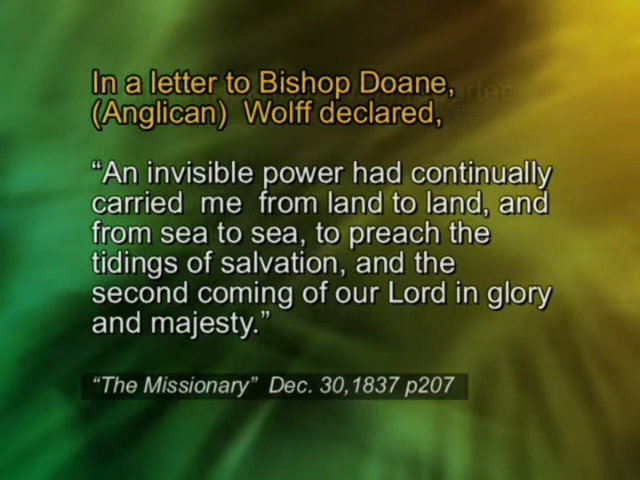 In a letter to Bishop Doane,
(Anglican) Wolff declared,
“An invisible power had continually
carried me from land to land, and
from sea to sea, to preach the
tidings of salvation, and the
second coming of our Lord in glory
and majesty.”
“The Missionary” Dec. 30,1837 p207